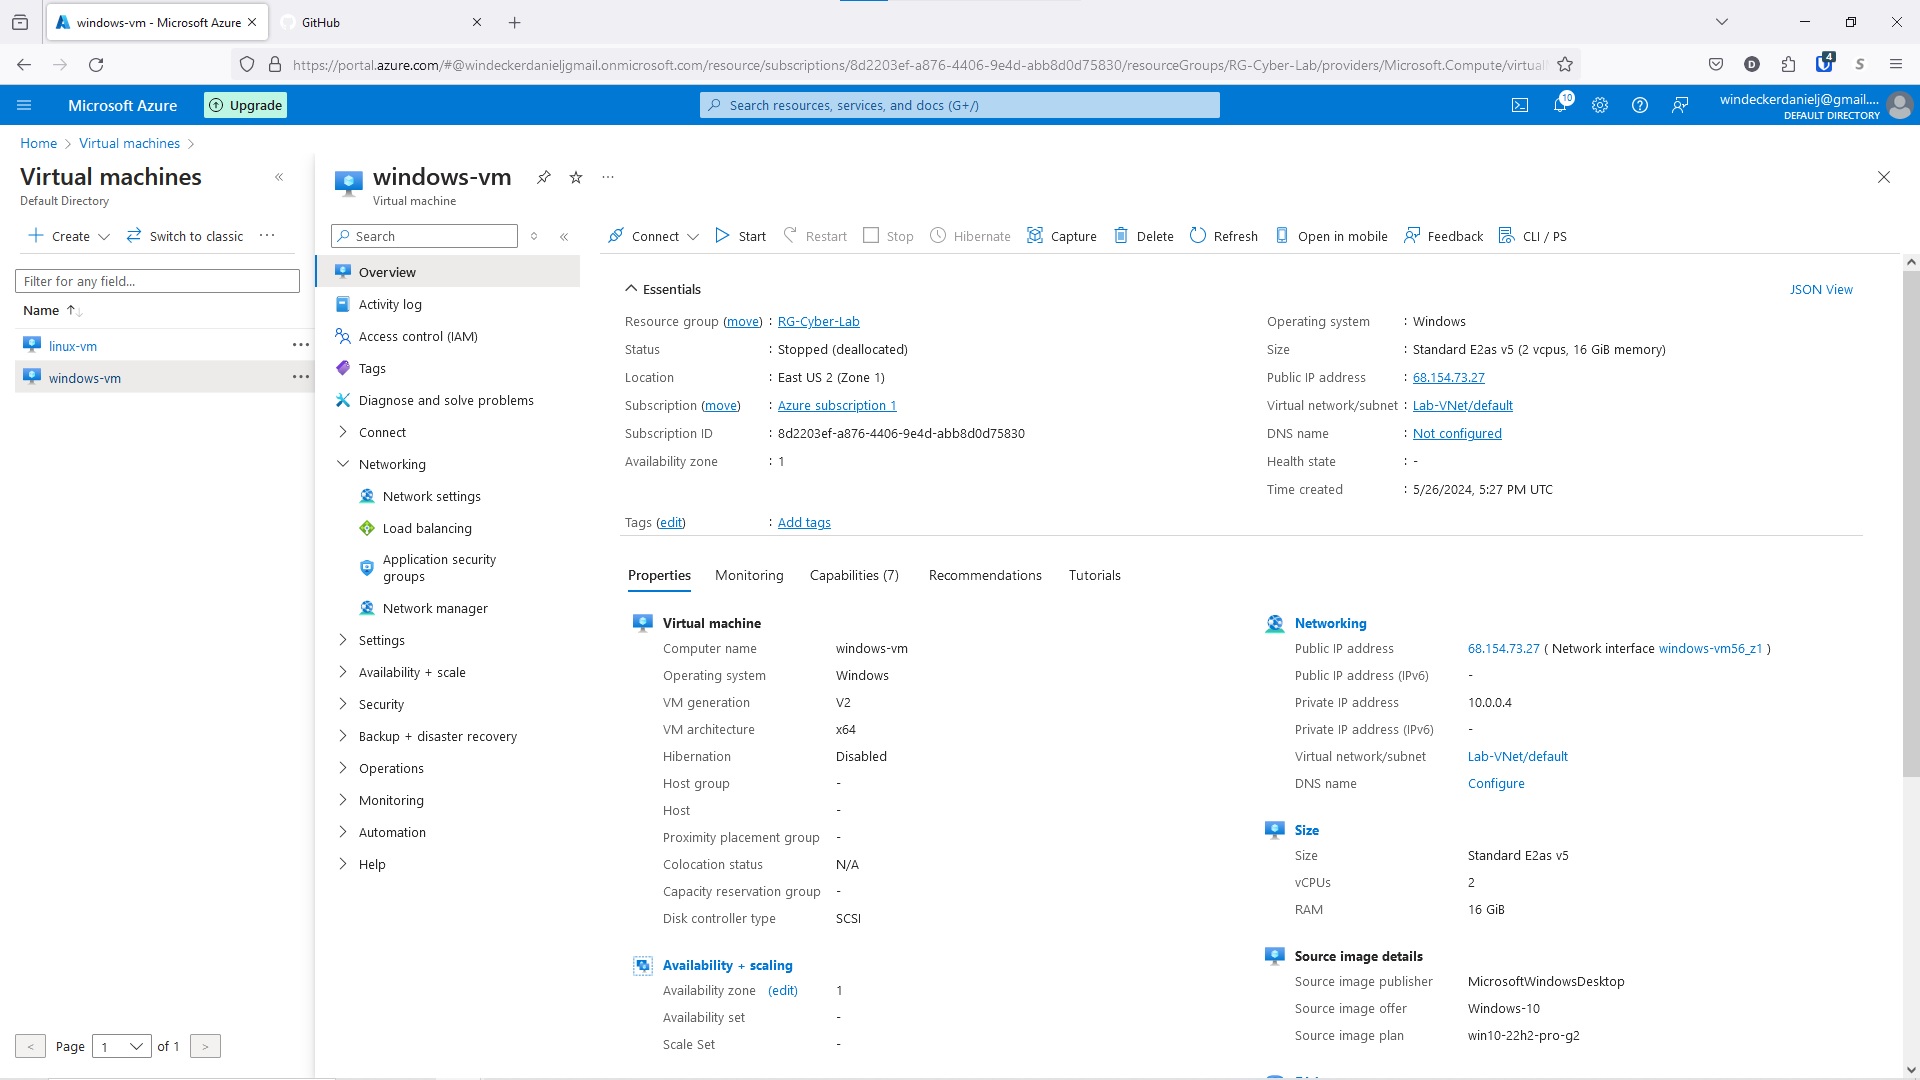 windows-vm - Microsoft Azure
GitHub
https://portal.azure.com/#@windeckerdanieljgmail.onmicrosoft.com/resource/subscriptions/8d2203ef-a876-4406-9e4d-abb8d0d75830/resourceGroups/RG-Cyber-Lab/providers/Microsoft.Compute/virtual
D
4
S
Microsoft Azure
Upgrade
Search resources, services, and docs (G+/)
10
windeckerdanielj@gmail....
DEFAULT DIRECTORY
Home > Virtual machines >
Virtual machines
Default Directory
Create
Switch to classic
Filter for any field...
Name
linux-vm
windows-vm
< Page 1 of 1 >
windows-vm
Virtual machine
Search
Overview
Activity log
Access control (IAM)
Tags
Diagnose and solve problems
Connect
Networking
Network settings
Load balancing
Application security
groups
Network manager
Settings
Availability + scale
Security
Backup + disaster recovery
Operations
Monitoring
Automation
Help
Connect
Start
Restart
Stop
Hibernate
Capture
Delete
Refresh
Open in mobile
Feedback
CLI / PS
Essentials
JSON View
Resource group (move) : RG-Cyber-Lab
Status : Stopped (deallocated)
Location : East US 2 (Zone 1)
Subscription (move) : Azure subscription 1
Subscription ID : 8d2203ef-a876-4406-9e4d-abb8d0d75830
Availability zone : 1
Operating system : Windows
Size : Standard E2as v5 (2 vcpus, 16 GiB memory)
Public IP address : 68.154.73.27
Virtual network/subnet : Lab-VNet/default
DNS name : Not configured
Health state : -
Time created : 5/26/2024, 5:27 PM UTC
Tags (edit) : Add tags
Properties
Monitoring
Capabilities (7)
Recommendations
Tutorials
Virtual machine
Computer name windows-vm
Operating system Windows
VM generation V2
VM architecture x64
Hibernation Disabled
Host group -
Host -
Proximity placement group -
Colocation status N/A
Capacity reservation group -
Disk controller type SCSI
Availability + scaling
Availability zone (edit) 1
Availability set -
Scale Set -
Networking
Public IP address 68.154.73.27 ( Network interface windows-vm56_z1 )
Public IP address (IPv6) -
Private IP address 10.0.0.4
Private IP address (IPv6) -
Virtual network/subnet Lab-VNet/default
DNS name Configure
Size
Size Standard E2as v5
vCPUs 2
RAM 16 GiB
Source image details
Source image publisher MicrosoftWindowsDesktop
Source image offer Windows-10
Source image plan win10-22h2-pro-g2